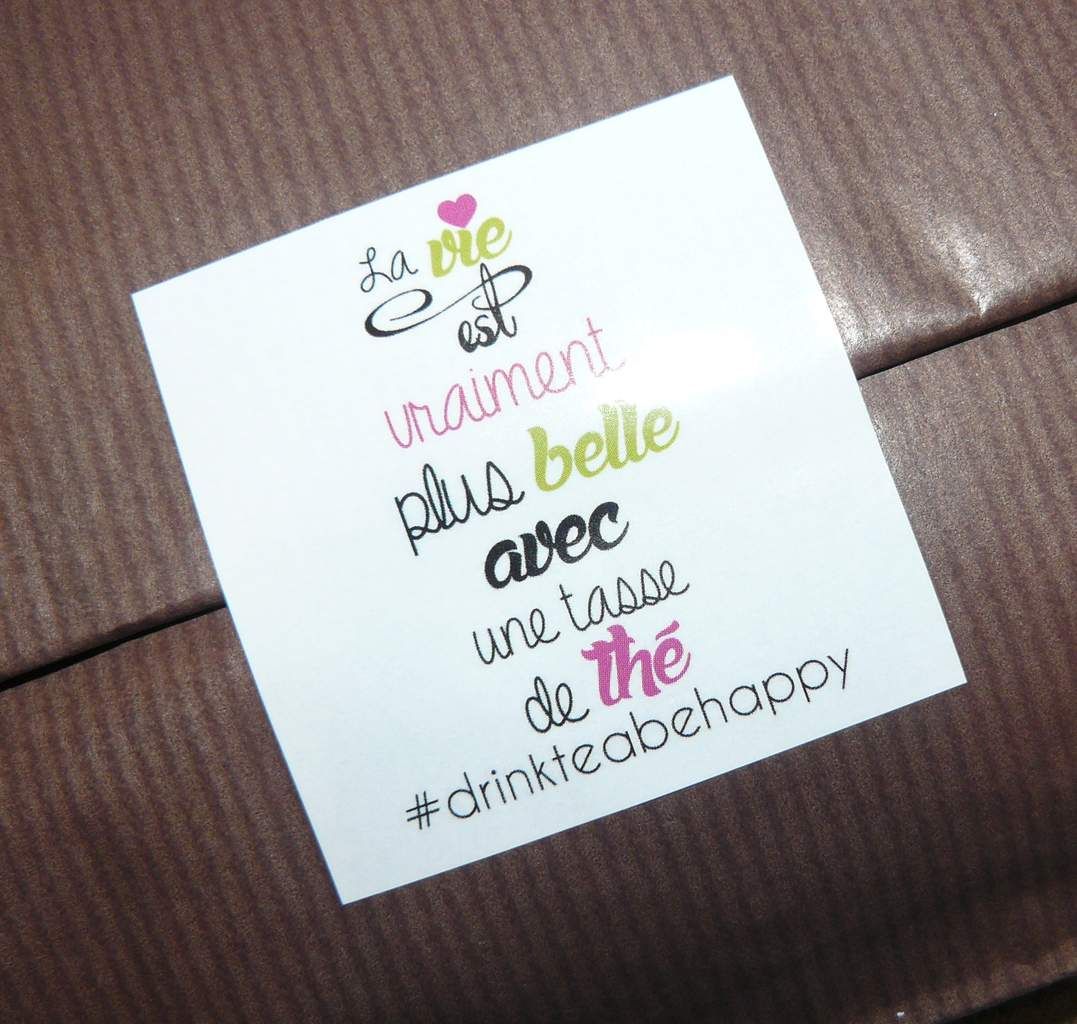 La vie
est
vraiment
plus belle
avec
une tasse
de thé
#drinkteabehappy